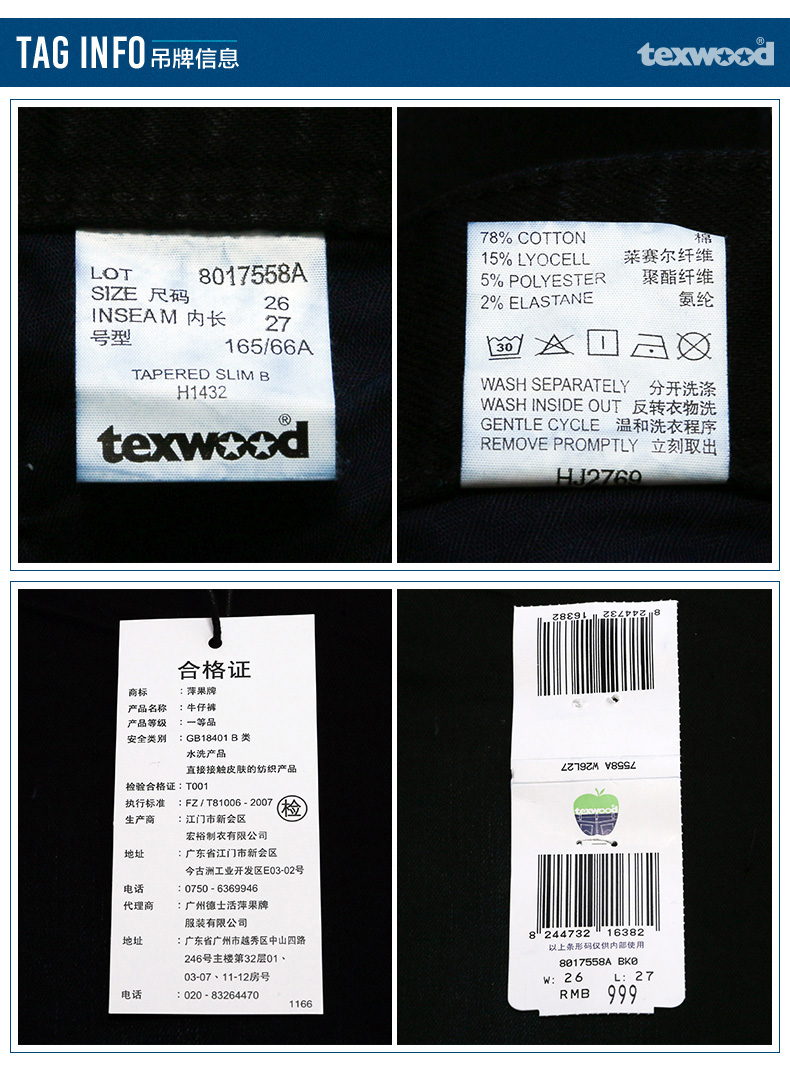 TAG INFO 吊牌信息
texwood®
LOT 8017558A
SIZE 尺码 26
INSEAM 内长 27
号型 165/66A
TAPERED SLIM B
H1432
texwood®
78% COTTON 棉
15% LYOCELL 莱赛尔纤维
5% POLYESTER 聚酯纤维
2% ELASTANE 氨纶
30
WASH SEPARATELY 分开洗涤
WASH INSIDE OUT 反转衣物洗
GENTLE CYCLE 温和洗衣程序
REMOVE PROMPTLY 立刻取出
HJ2769
合格证
商标 : 萍果牌
产品名称 : 牛仔裤
产品等级 : 一等品
安全类别 : GB18401 B 类
水洗产品
直接接触皮肤的纺织产品
检验合格证 : T001
执行标准 : FZ / T81006 - 2007 检
生产商 : 江门市新会区
宏裕制衣有限公司
地址 : 广东省江门市新会区
今古洲工业开发区E03-02号
电话 : 0750 - 6369946
代理商 : 广州德士活萍果牌
服装有限公司
地址 : 广东省广州市越秀区中山四路
246号主楼第32层01、
03-07、11-12房号
电话 : 020 - 83264470
1166
8 244732 16382
7558A W26L27
texwood
8 244732 16382
以上条形码仅供内部使用
8017558A BK0
W: 26 L: 27
RMB 999